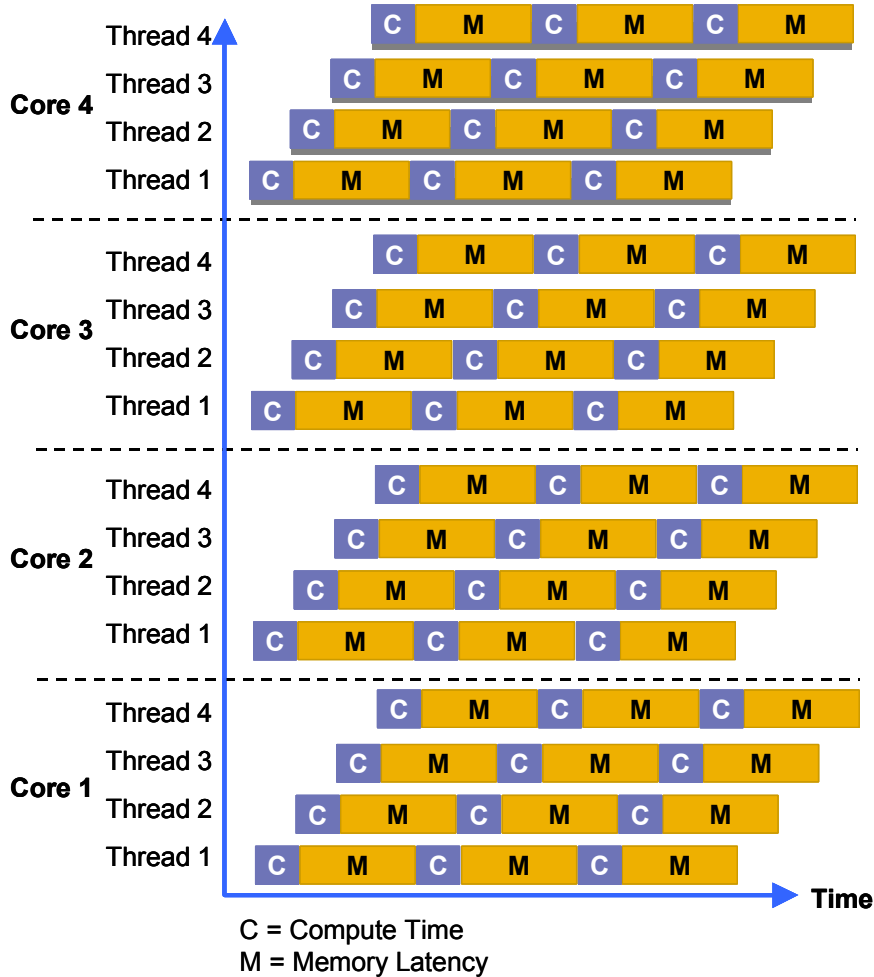 Thread 4 C M C M C M
Thread 3 C M C M C M
Core 4
Thread 2 C M C M C M
Thread 1 C M C M C M
Thread 4 C M C M C M
Thread 3 C M C M C M
Core 3
Thread 2 C M C M C M
Thread 1 C M C M C M
Thread 4 C M C M C M
Thread 3 C M C M C M
Core 2
Thread 2 C M C M C M
Thread 1 C M C M C M
Thread 4 C M C M C M
Thread 3 C M C M C M
Core 1
Thread 2 C M C M C M
Thread 1 C M C M C M
Time
C = Compute Time
M = Memory Latency